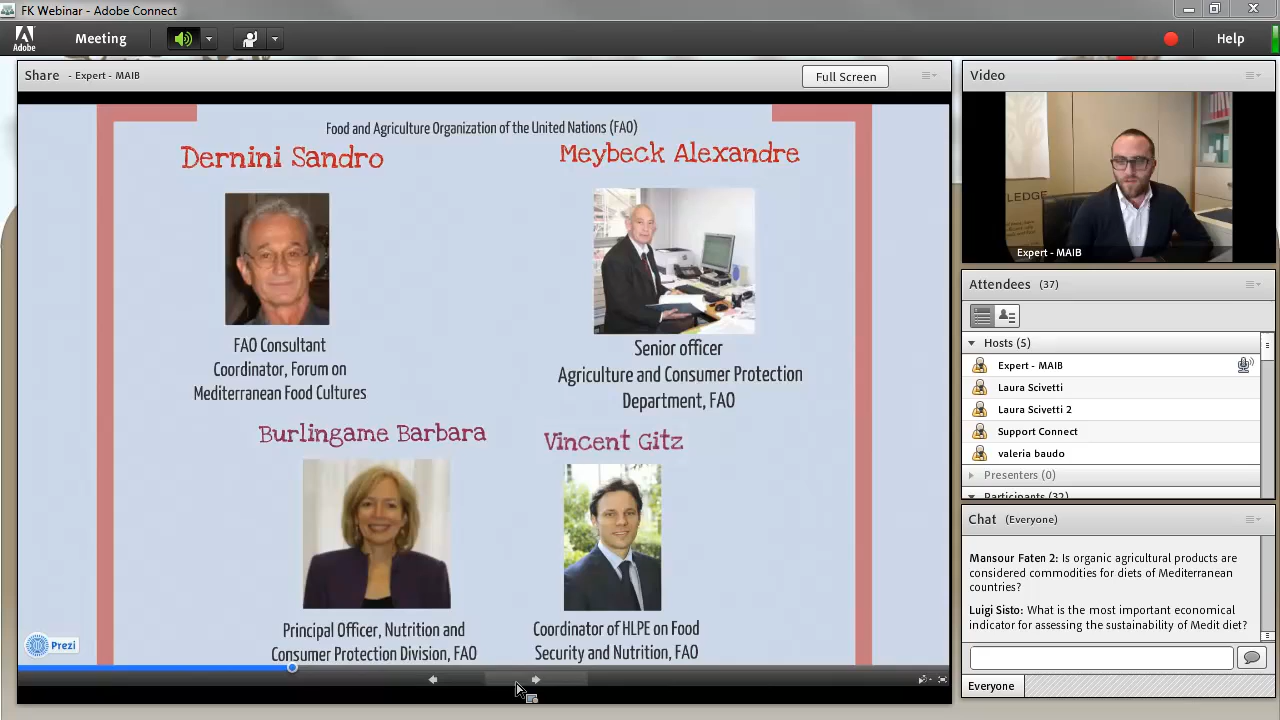 FK Webinar - Adobe Connect
Adobe
Meeting
Help
Share - Expert - MAIB
Full Screen
Food and Agriculture Organization of the United Nations (FAO)
Dernini Sandro
Meybeck Alexandre
FAO Consultant
Coordinator, Forum on
Mediterranean Food Cultures
Senior officer
Agriculture and Consumer Protection
Department, FAO
Burlingame Barbara
Vincent Gitz
Principal Officer, Nutrition and
Consumer Protection Division, FAO
Coordinator of HLPE on Food
Security and Nutrition, FAO
Prezi
Video
Expert - MAIB
Attendees (37)
Hosts (5)
Expert - MAIB
Laura Scivetti
Laura Scivetti 2
Support Connect
valeria baudo
Presenters (0)
Participants (32)
Chat (Everyone)
Mansour Faten 2: Is organic agricultural products are
considered commodities for diets of Mediterranean
countries?
Luigi Sisto: What is the most important economical
indicator for assessing the sustainability of Medit diet?
Everyone